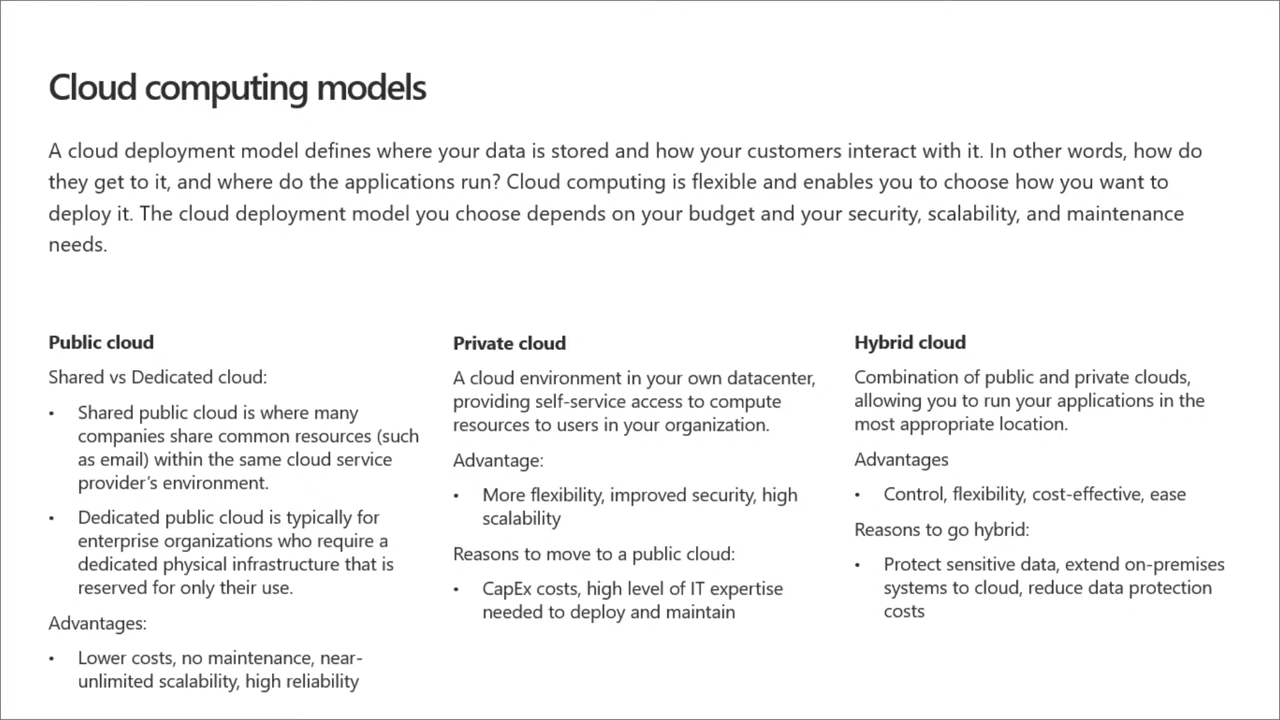 Cloud computing models
A cloud deployment model defines where your data is stored and how your customers interact with it. In other words, how do
they get to it, and where do the applications run? Cloud computing is flexible and enables you to choose how you want to
deploy it. The cloud deployment model you choose depends on your budget and your security, scalability, and maintenance
needs.
Public cloud
Shared vs Dedicated cloud:
• Shared public cloud is where many
companies share common resources (such
as email) within the same cloud service
provider's environment.
• Dedicated public cloud is typically for
enterprise organizations who require a
dedicated physical infrastructure that is
reserved for only their use.
Advantages:
• Lower costs, no maintenance, near-
unlimited scalability, high reliability
Private cloud
A cloud environment in your own datacenter,
providing self-service access to compute
resources to users in your organization.
Advantage:
• More flexibility, improved security, high
scalability
Reasons to move to a public cloud:
• CapEx costs, high level of IT expertise
needed to deploy and maintain
Hybrid cloud
Combination of public and private clouds,
allowing you to run your applications in the
most appropriate location.
Advantages
• Control, flexibility, cost-effective, ease
Reasons to go hybrid:
• Protect sensitive data, extend on-premises
systems to cloud, reduce data protection
costs